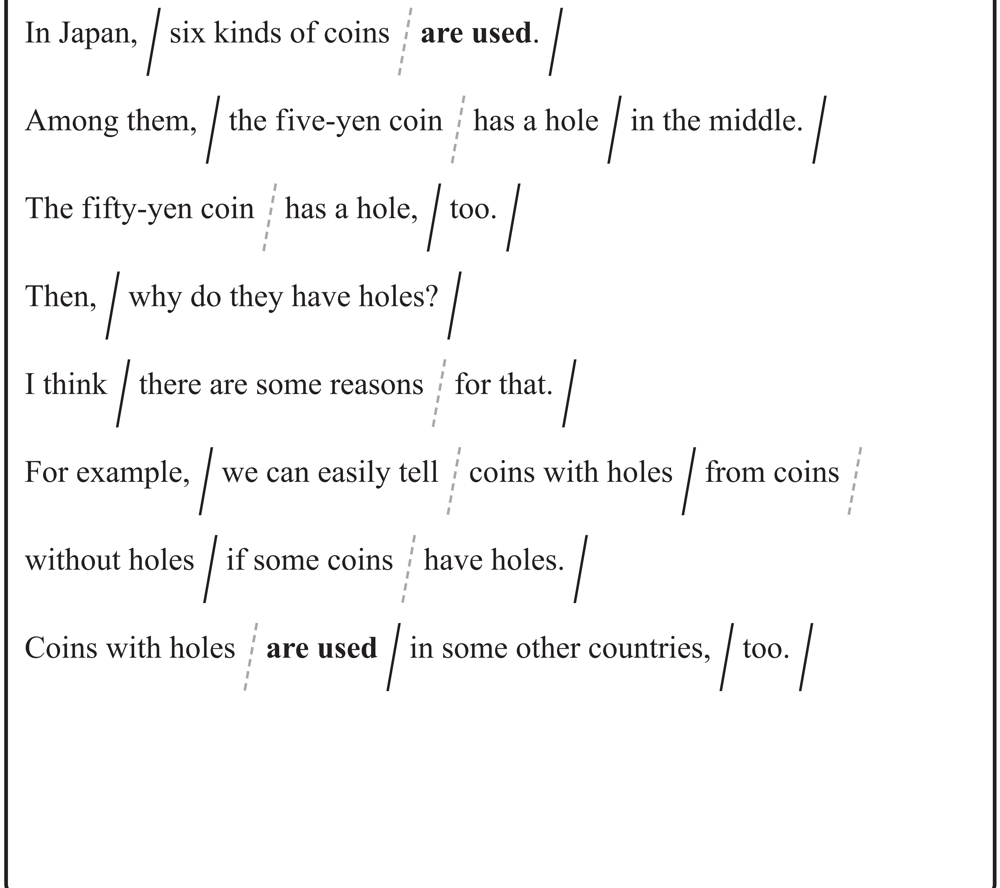 In Japan, / six kinds of coins / are used. /
Among them, / the five-yen coin / has a hole / in the middle. /
The fifty-yen coin / has a hole, / too. /
Then, / why do they have holes? /
I think / there are some reasons / for that. /
For example, / we can easily tell / coins with holes / from coins /
without holes / if some coins / have holes. /
Coins with holes / are used / in some other countries, / too. /